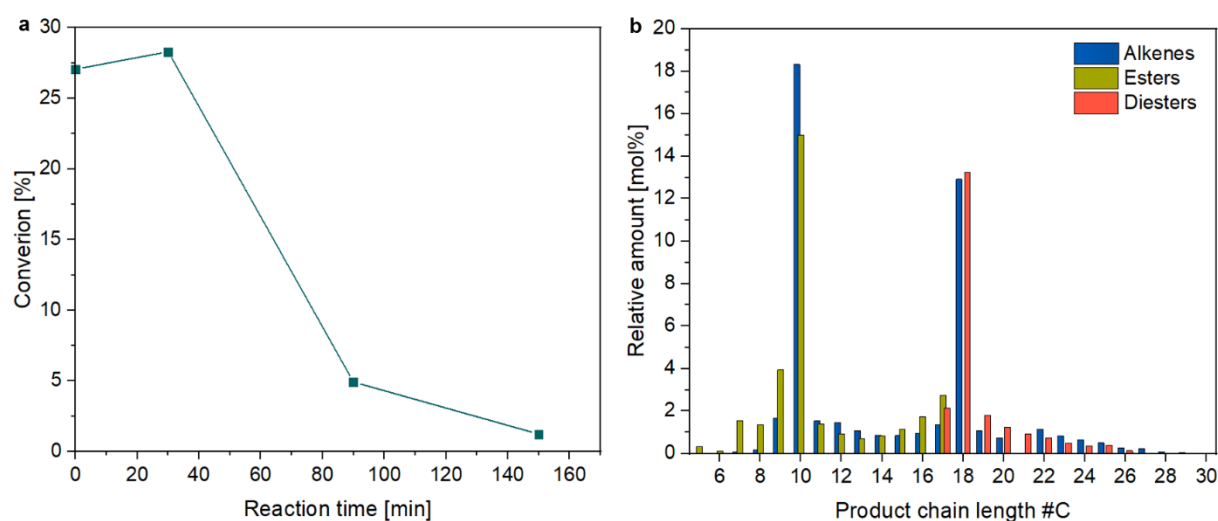 a
30
25
20
15
10
5
0
Converion [%]
0 20 40 60 80 100 120 140 160
Reaction time [min]
b
20
18
16
14
12
10
8
6
4
2
0
Relative amount [mol%]
Alkenes
Esters
Diesters
6 8 10 12 14 16 18 20 22 24 26 28 30
Product chain length #C